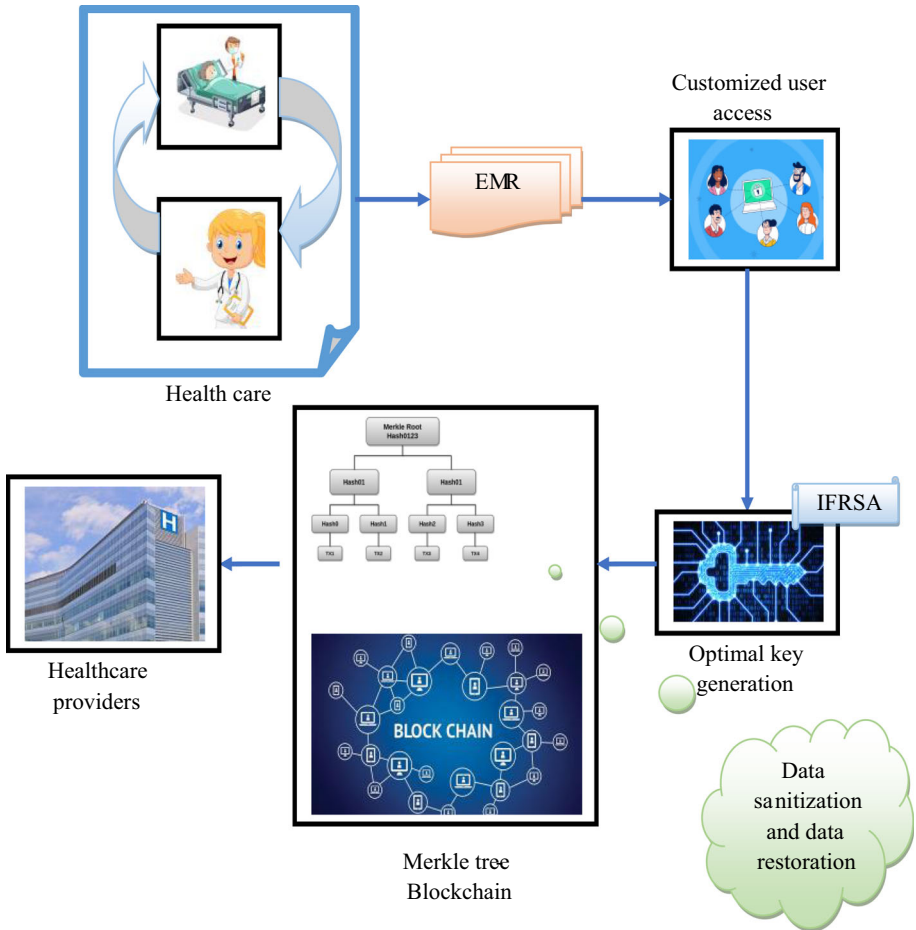 Customized user
access
EMR
Health care
Merkle Root
Hash0123
Hash01
Hash01
Hash0
Hash1
Hash2
Hash3
TX1
TX2
TX3
TX4
IFRSA
H
Healthcare
providers
Optimal key
generation
BLOCK CHAIN
Data
sanitization
and data
restoration
Merkle tree-
Blockchain